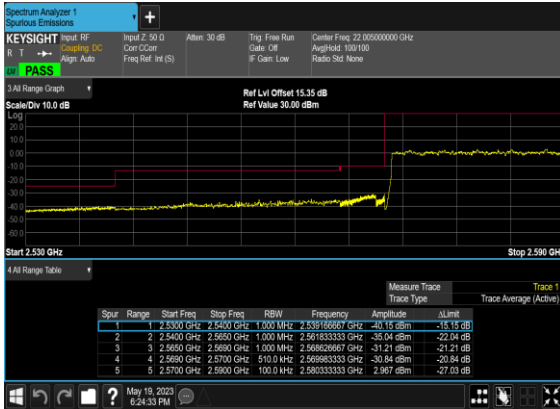 Spectrum Analyzer 1
Spurious Emissions
KEYSIGHT Input: RF Input Z: 50 Ω Atten: 30 dB Trig: Free Run Center Freq: 22.005000000 GHz
R T Coupling: DC Corr CCorr Gate: Off Avg|Hold: 100/100
Align: Auto Freq Ref: Int (S) IF Gain: Low Radio Std: None
PASS
3 All Range Graph
Ref Lvl Offset 15.35 dB
Scale/Div 10.0 dB Ref Value 30.00 dBm
Log
20.0
10.0
0.00
-10.0
-20.0
-30.0
-40.0
-50.0
-60.0
Start 2.530 GHz Stop 2.590 GH
4 All Range Table
Measure Trace Trace 1
Trace Type Trace Average (Active)
Spur Range Start Freq Stop Freq RBW Frequency Amplitude ΔLimit
1 1 2.5300 GHz 2.5400 GHz 1.000 MHz 2.539166667 GHz -40.15 dBm -15.15 dB
2 2 2.5400 GHz 2.5650 GHz 1.000 MHz 2.561833333 GHz -35.04 dBm -22.04 dB
3 3 2.5650 GHz 2.5690 GHz 1.000 MHz 2.568626667 GHz -31.21 dBm -21.21 dB
4 4 2.5690 GHz 2.5700 GHz 510.0 kHz 2.569983333 GHz -30.84 dBm -20.84 dB
5 5 2.5700 GHz 2.5900 GHz 100.0 kHz 2.580333333 GHz 2.967 dBm -27.03 dB
?
May 19, 2023
6:24:33 PM